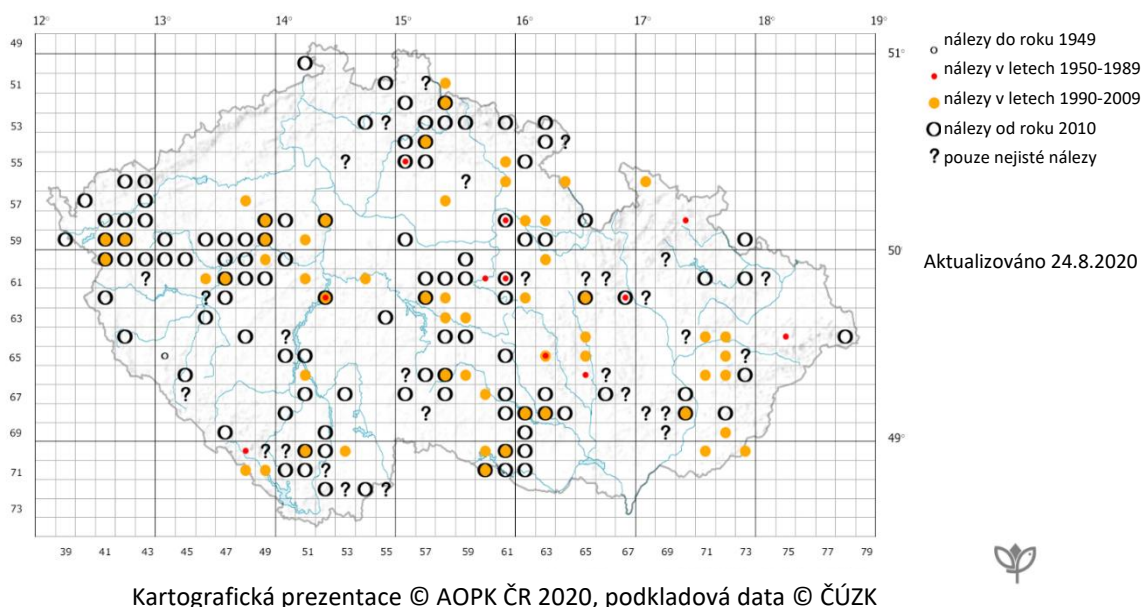 12° 13° 14° 15° 16° 17° 18° 19°
49
51°
51
53
55
57
59
50°
61
63
65
67
69
49°
71
73
39 41 43 45 47 49 51 53 55 57 59 61 63 65 67 69 71 73 75 77 79
nálezy do roku 1949
nálezy v letech 1950-1989
nálezy v letech 1990-2009
nálezy od roku 2010
? pouze nejisté nálezy
Aktualizováno 24.8.2020
Kartografická prezentace © AOPK ČR 2020, podkladová data © ČÚZK